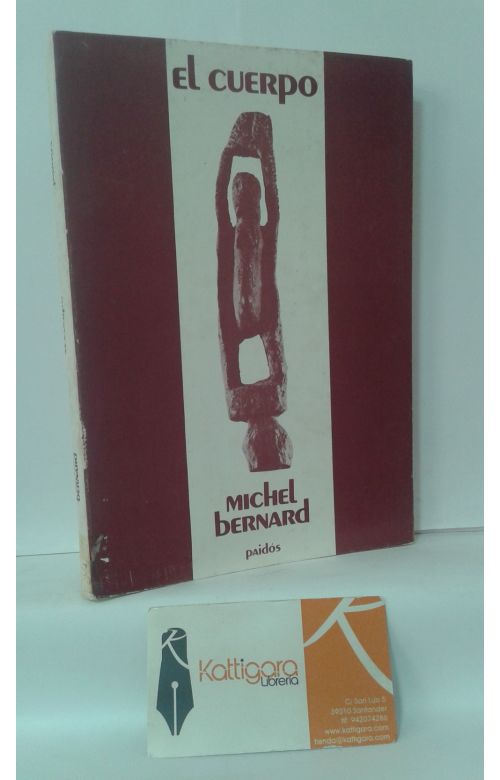 el cuerpo
Michel
Bernard
paidós
Bernard
R
Kattigara
Librería
C/ San Luis 5
39010 Santander
tlf. 942074286
www.kattigara.com
tienda@kattigara.com